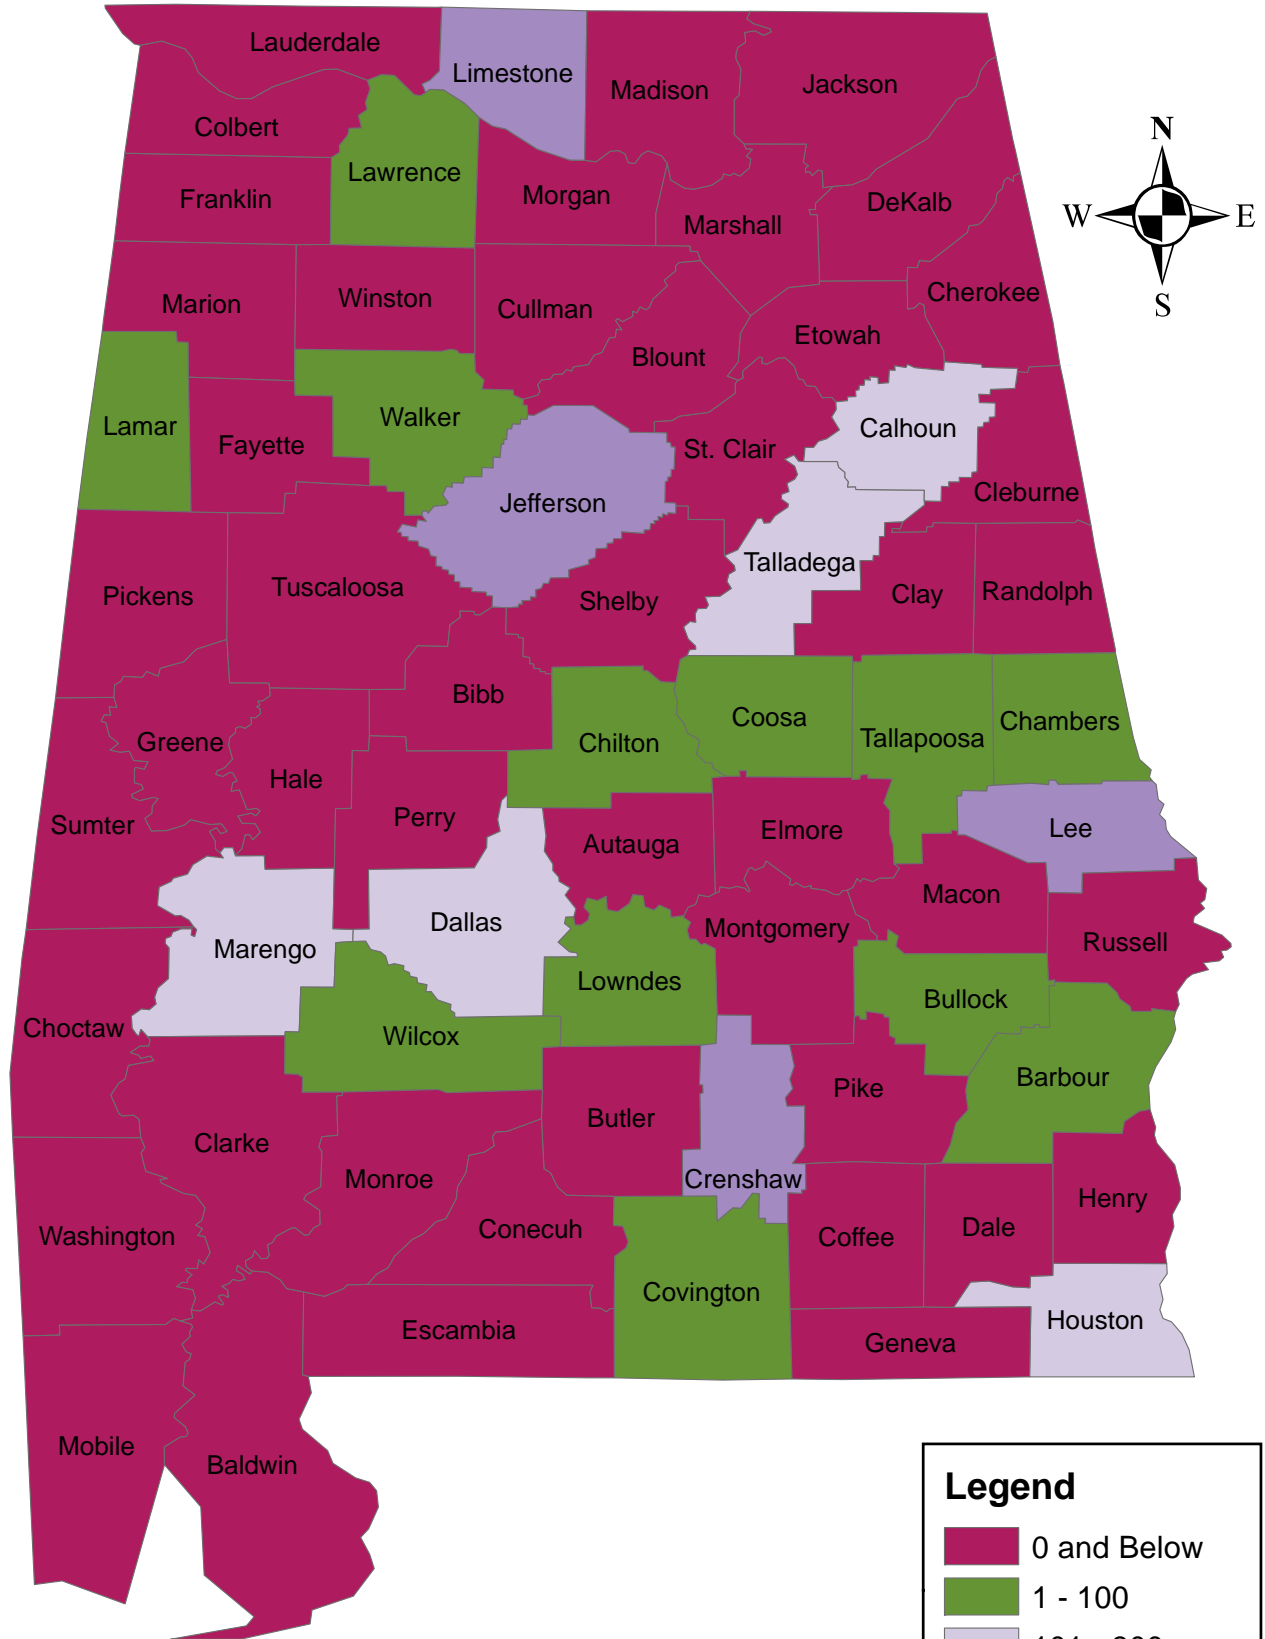 Lauderdale
Limestone
Madison
Jackson
N
Colbert
Lawrence
Franklin
Morgan
DeKalb
Marshall
W
E
S
Marion
Winston
Cullman
Cherokee
Etowah
Blount
Lamar
Walker
Calhoun
Fayette
St. Clair
Jefferson
Cleburne
Talladega
Pickens
Tuscaloosa
Shelby
Clay
Randolph
Bibb
Coosa
Chambers
Greene
Chilton
Tallapoosa
Hale
Sumter
Perry
Autauga
Elmore
Lee
Macon
Dallas
Montgomery
Marengo
Russell
Lowndes
Bullock
Choctaw
Wilcox
Barbour
Pike
Butler
Clarke
Monroe
Crenshaw
Henry
Washington
Conecuh
Coffee
Dale
Covington
Houston
Escambia
Geneva
Mobile
Baldwin
Legend
0 and Below
1 - 100